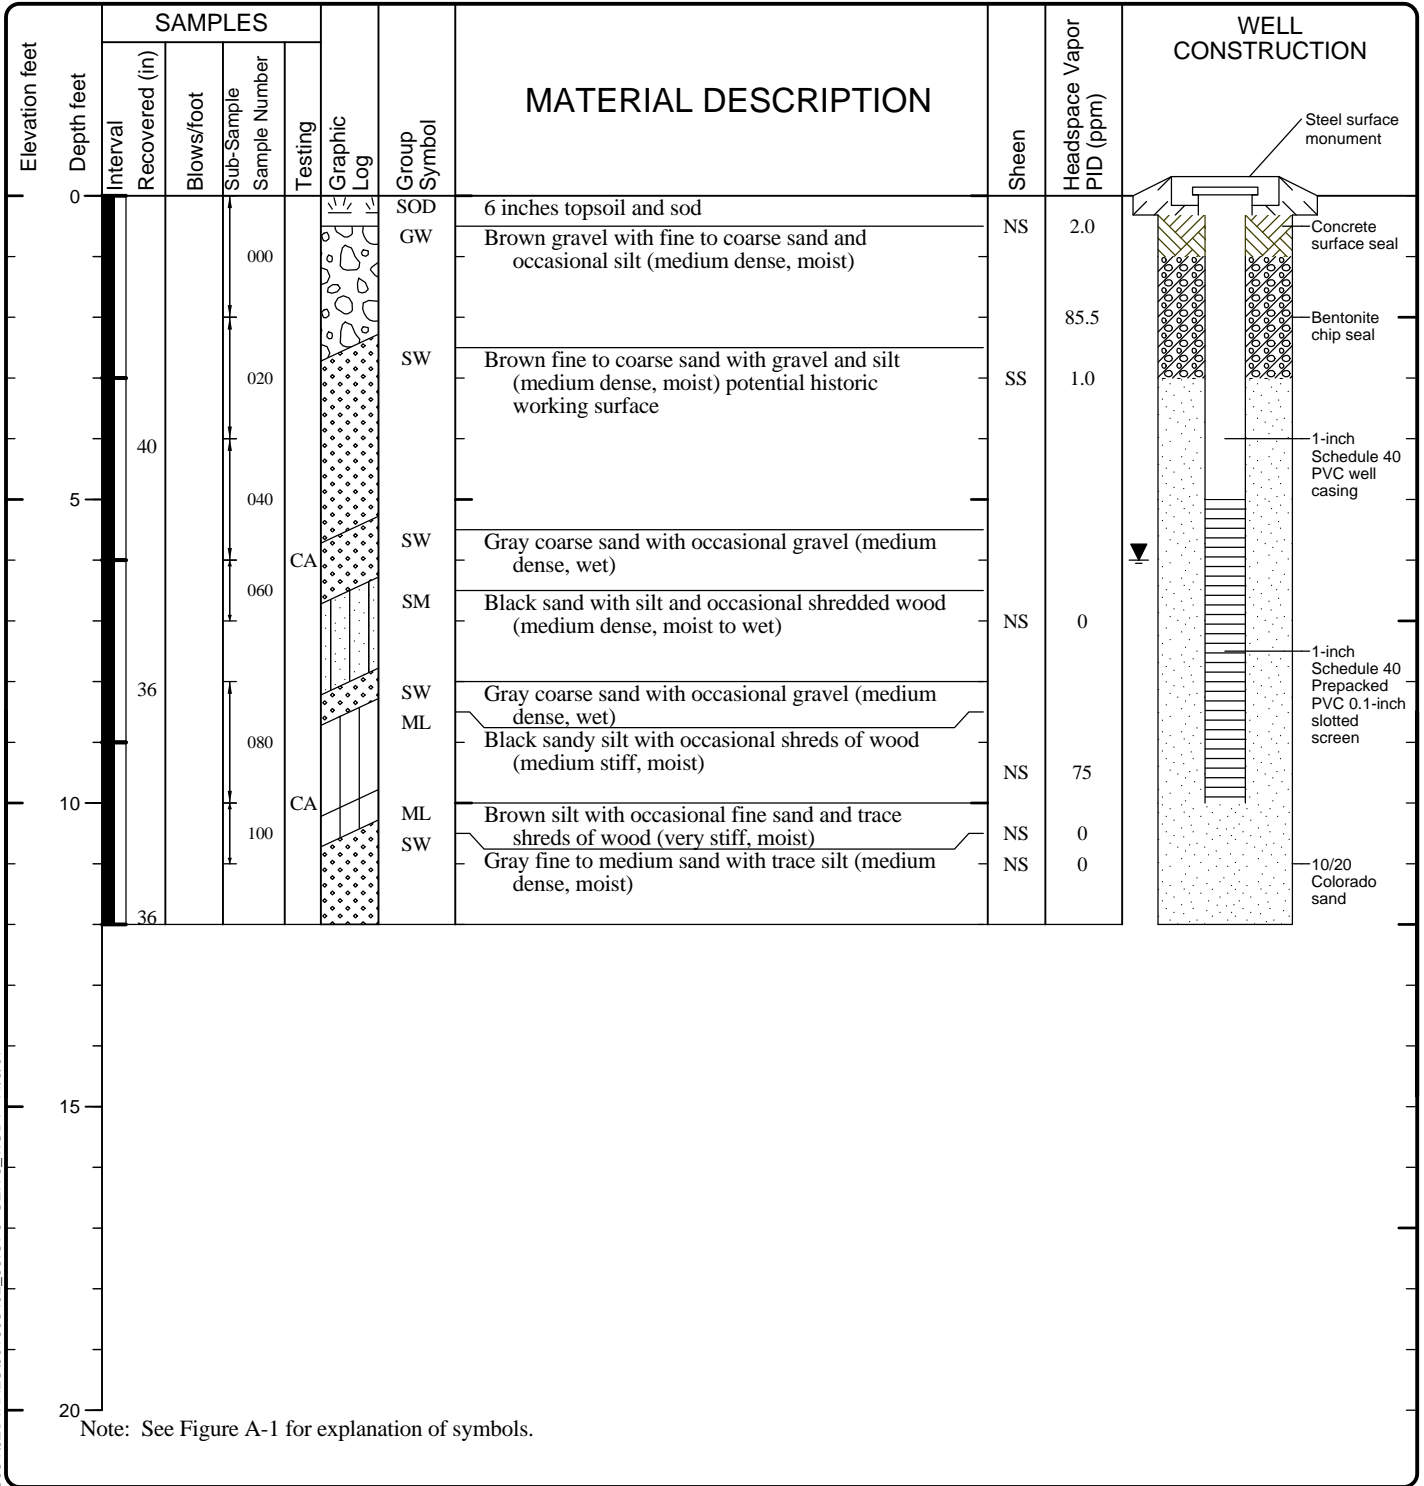 SAMPLES
Elevation feet
Depth feet
Interval
Recovered (in)
Blows/foot
Sub-Sample
Sample Number
Testing
Graphic
Log
Group
Symbol
MATERIAL DESCRIPTION
Sheen
Headspace Vapor
PID (ppm)
WELL
CONSTRUCTION
Steel surface
monument
0
SOD
6 inches topsoil and sod
NS
2.0
Concrete
surface seal
000
GW
Brown gravel with fine to coarse sand and
occasional silt (medium dense, moist)
85.5
Bentonite
chip seal
020
SW
Brown fine to coarse sand with gravel and silt
(medium dense, moist) potential historic
working surface
SS
1.0
40
1-inch
Schedule 40
PVC well
casing
5
040
SW
Gray coarse sand with occasional gravel (medium
dense, wet)
CA
060
SM
Black sand with silt and occasional shredded wood
(medium dense, moist to wet)
NS
0
1-inch
Schedule 40
Prepacked
PVC 0.1-inch
slotted
screen
36
SW
Gray coarse sand with occasional gravel (medium
dense, wet)
ML
Black sandy silt with occasional shreds of wood
(medium stiff, moist)
080
NS
75
10
CA
ML
Brown silt with occasional fine sand and trace
shreds of wood (very stiff, moist)
100
NS
0
SW
Gray fine to medium sand with trace silt (medium
dense, moist)
NS
0
10/20
Colorado
sand
36
15
20
Note: See Figure A-1 for explanation of symbols.